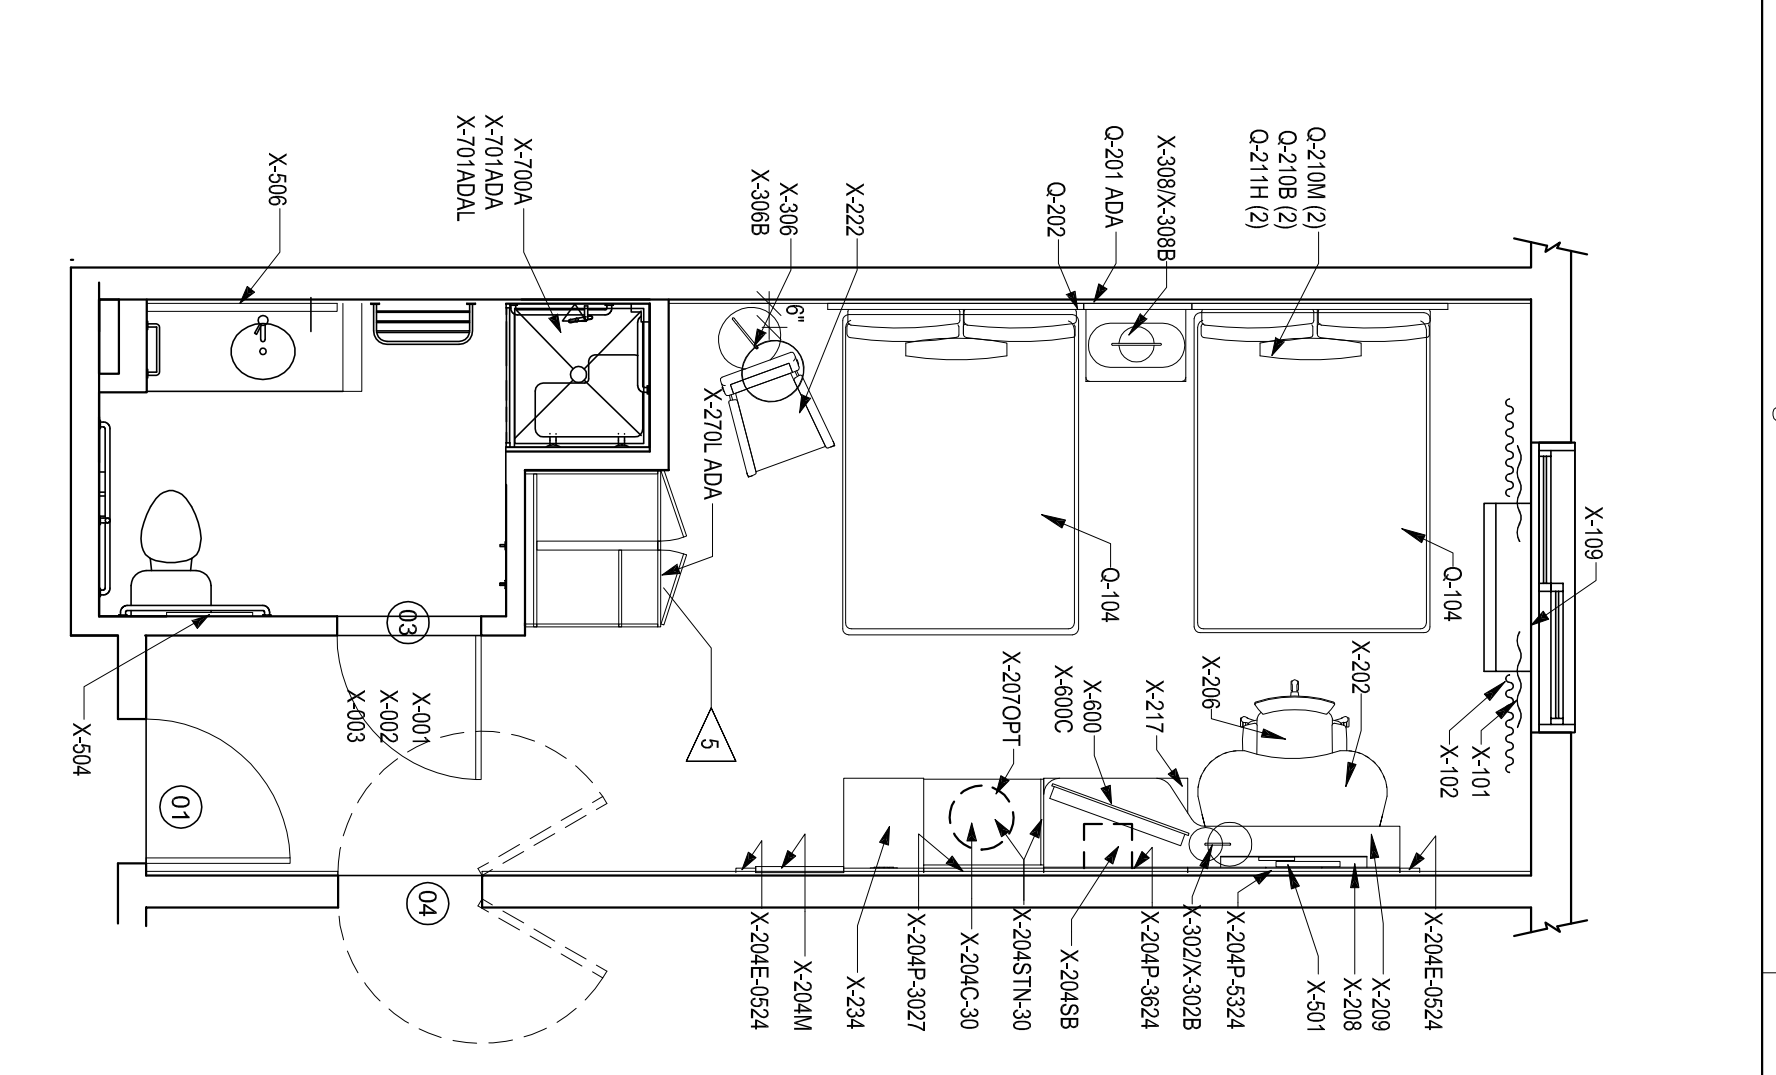 X-506
X-700A
X-701ADA
X-701ADAL
X-306
X-306B
X-222
6"
Q-202
Q-201 ADA
X-308/X-308B
Q-210M (2)
Q-210B (2)
Q-211H (2)
X-109
X-270L ADA
Q-104
Q-104
03
X-001
X-002
X-003
X-504
01
04
5
X-207OPT
X-600
X-600C
X-217
X-206
X-202
X-101
X-102
X-204E-0524
X-204M
X-234
X-204P-3027
X-204C-30
X-204STN-30
X-204SB
X-204P-3624
X-302/X-302B
X-204P-5324
X-501
X-208
X-209
X-204E-0524